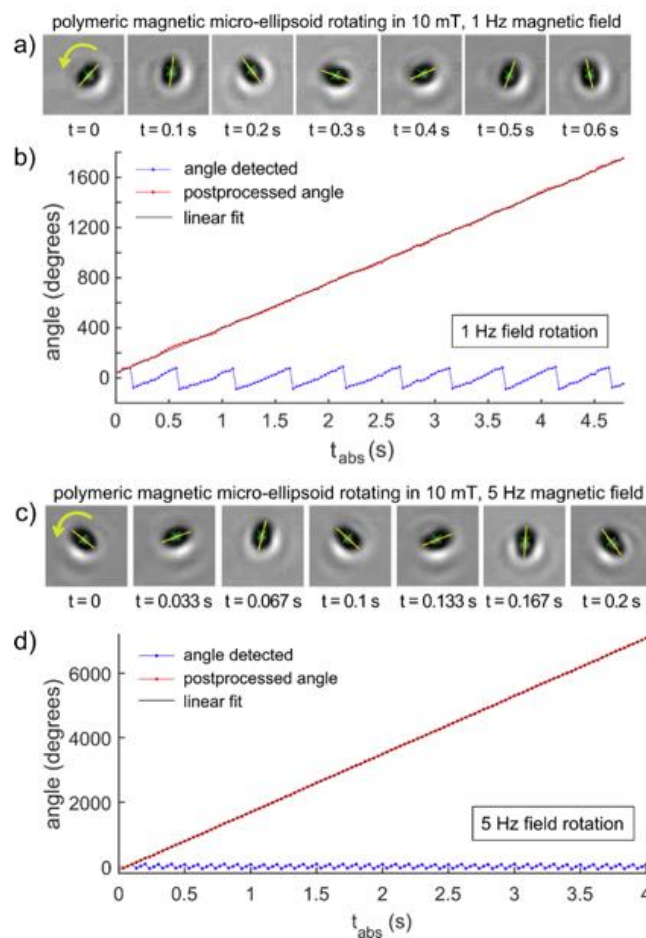 polymeric magnetic micro-ellipsoid rotating in 10 mT, 1 Hz magnetic field
a)
t = 0 t = 0.1 s t = 0.2 s t = 0.3 s t = 0.4 s t = 0.5 s t = 0.6 s
b)
angle detected
postprocessed angle
linear fit
angle (degrees)
1600
1200
800
400
0
1 Hz field rotation
0 0.5 1 1.5 2 2.5 3 3.5 4 4.5
t_abs (s)
polymeric magnetic micro-ellipsoid rotating in 10 mT, 5 Hz magnetic field
c)
t = 0 t = 0.033 s t = 0.067 s t = 0.1 s t = 0.133 s t = 0.167 s t = 0.2 s
d)
angle detected
postprocessed angle
linear fit
angle (degrees)
6000
4000
2000
0
5 Hz field rotation
0 0.5 1 1.5 2 2.5 3 3.5 4
t_abs (s)